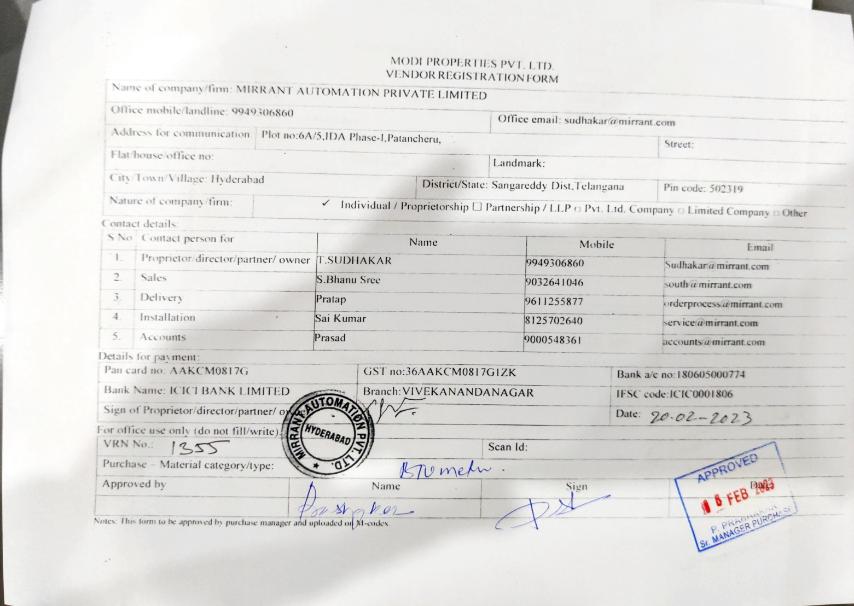 MODI PROPERTIES PVT. LTD.
VENDOR REGISTRATION FORM
Name of company/firm: MIRRANT AUTOMATION PRIVATE LIMITED
Office mobile/landline: 9949306860 Office email: sudhakar@mirrant.com
Address for communication Plot no:6A/5,IDA Phase-I,Patancheru, Street:
Flat/house/office no: Landmark:
City/Town/Village: Hyderabad District/State: Sangareddy Dist,Telangana Pin code: 502319
Nature of company/firm: ✓ Individual / Proprietorship ☐ Partnership / LLP ☐ Pvt. Ltd. Company ☐ Limited Company ☐ Other
Contact details:
S No Contact person for Name Mobile Email
1. Proprietor/director/partner/ owner T.SUDHAKAR 9949306860 Sudhakar@mirrant.com
2. Sales S.Bhanu Sree 9032641046 south@mirrant.com
3. Delivery Pratap 9611255877 orderprocess@mirrant.com
4. Installation Sai Kumar 8125702640 service@mirrant.com
5. Accounts Prasad 9000548361 accounts@mirrant.com
Details for payment:
Pan card no: AAKCM0817G GST no:36AAKCM0817G1ZK Bank a/c no:180605000774
Bank Name: ICICI BANK LIMITED Branch:VIVEKANANDANAGAR IFSC code:ICIC0001806
Sign of Proprietor/director/partner/ Date: 20-02-2023
MIRRANT AUTOMATION PVT. LTD.
HYDERABAD
For office use only (do not fill/write):
VRN No.: 1355 Scan Id:
Purchase – Material category/type:
Approved by Name Sign
APPROVED
FEB 2023
Sr. MANAGER PURCHASE
Notes: This form to be approved by purchase manager and uploaded on M-codex.